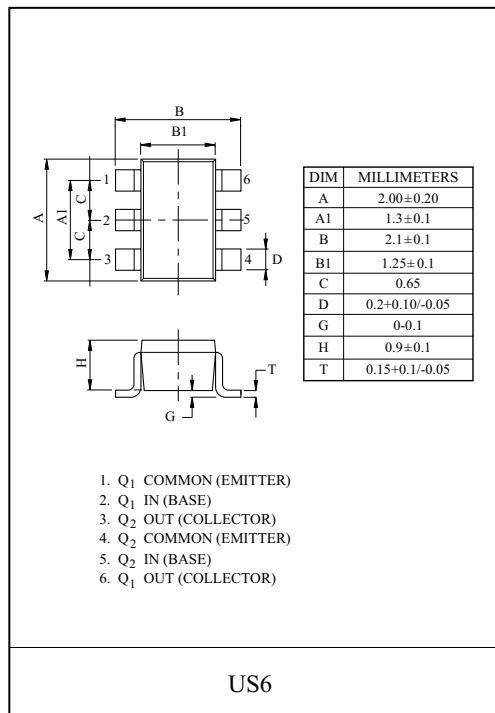 B
B1
1
6
A
A1
C
2
5
C
3
4
D
H
T
G
DIM MILLIMETERS
A 2.00±0.20
A1 1.3±0.1
B 2.1±0.1
B1 1.25±0.1
C 0.65
D 0.2+0.10/-0.05
G 0-0.1
H 0.9±0.1
T 0.15+0.1/-0.05
1. Q1 COMMON (EMITTER)
2. Q1 IN (BASE)
3. Q2 OUT (COLLECTOR)
4. Q2 COMMON (EMITTER)
5. Q2 IN (BASE)
6. Q1 OUT (COLLECTOR)
US6